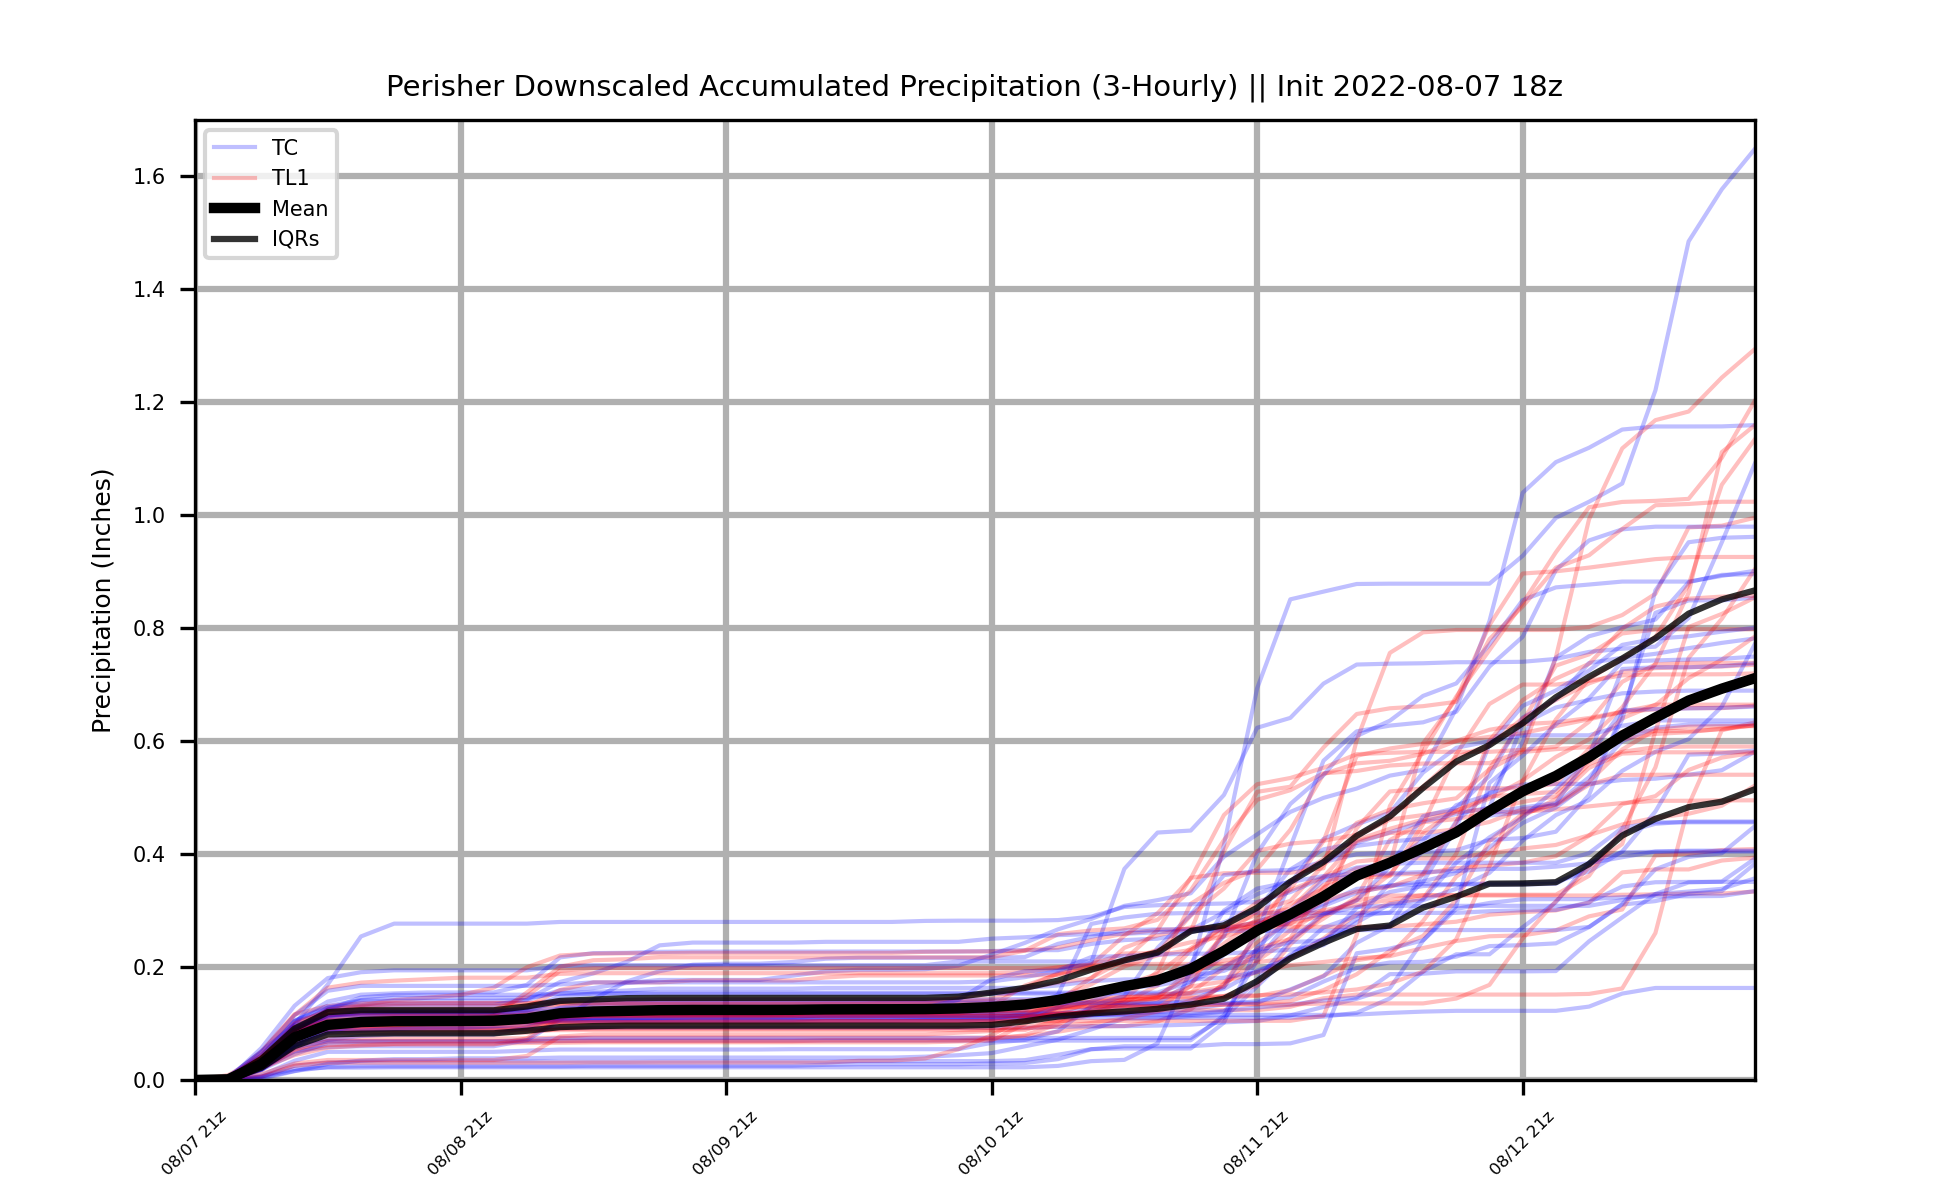 Perisher Downscaled Accumulated Precipitation (3-Hourly) || Init 2022-08-07 18z
TC
TL1
Mean
IQRs
Precipitation (Inches)
1.6
1.4
1.2
1.0
0.8
0.6
0.4
0.2
0.0
08/07 21z
08/08 21z
08/09 21z
08/10 21z
08/11 21z
08/12 21z